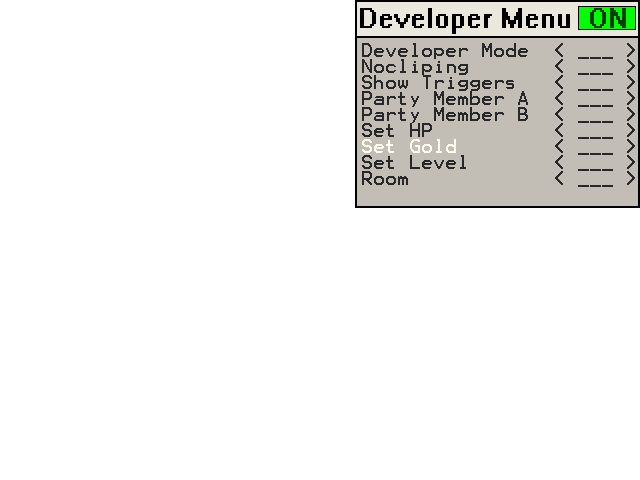 Developer Menu ON
Developer Mode < ___ >
Nocliping < ___ >
Show Triggers < ___ >
Party Member A < ___ >
Party Member B < ___ >
Set HP < ___ >
Set Gold < ___ >
Set Level < ___ >
Room < ___ >